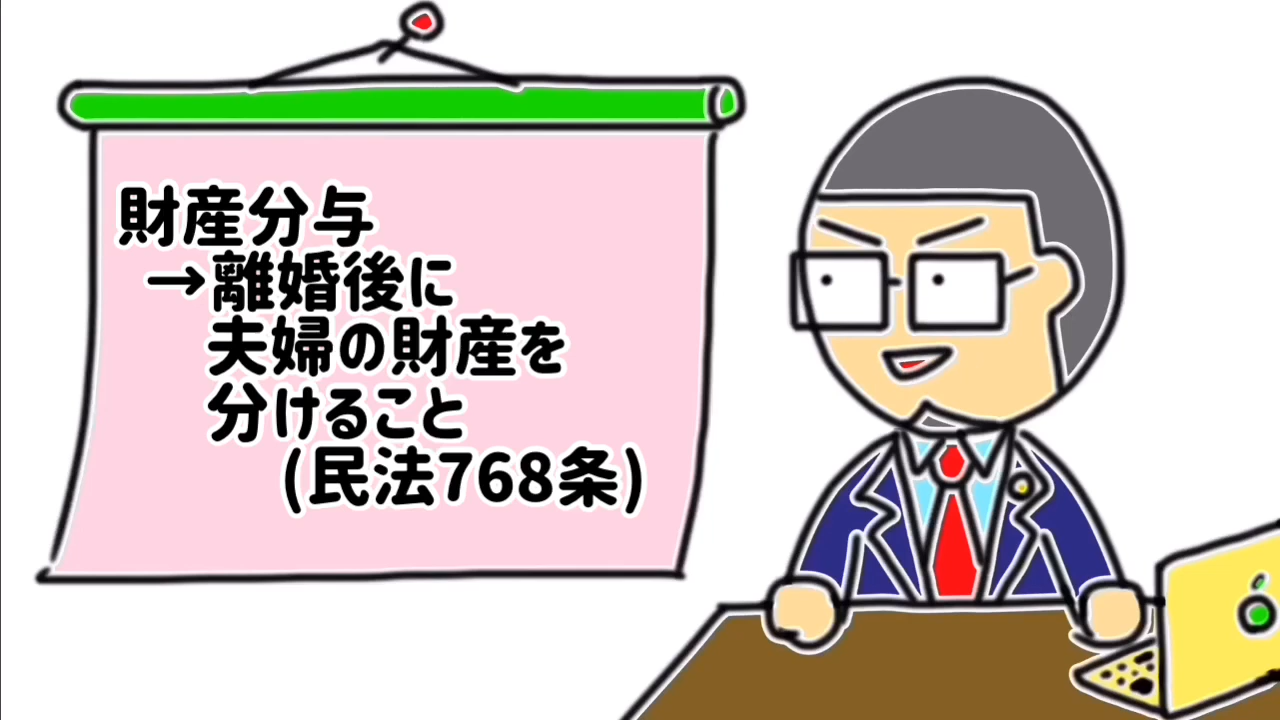 財産分与
→離婚後に
夫婦の財産を
分けること
(民法768条)